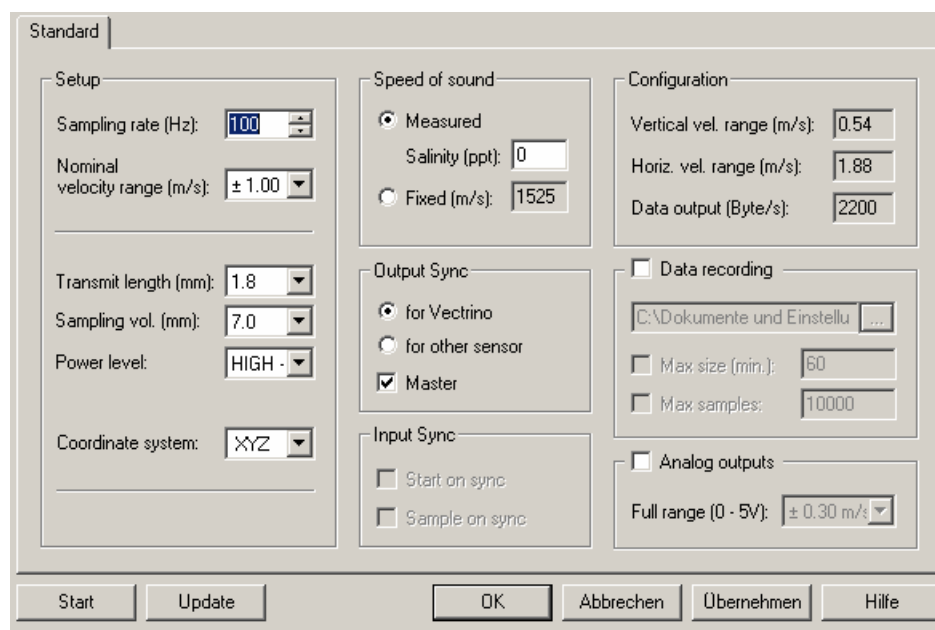 Standard
Setup
Sampling rate (Hz): 100
Nominal
velocity range (m/s): ± 1.00
Transmit length (mm): 1.8
Sampling vol. (mm): 7.0
Power level: HIGH -
Coordinate system: XYZ
Speed of sound
Measured
Salinity (ppt): 0
Fixed (m/s): 1525
Output Sync
for Vectrino
for other sensor
Master
Input Sync
Start on sync
Sample on sync
Configuration
Vertical vel. range (m/s): 0.54
Horiz. vel. range (m/s): 1.88
Data output (Byte/s): 2200
Data recording
C:\Dokumente und Einstellu ...
Max size (min.): 60
Max samples: 10000
Analog outputs
Full range (0 - 5V): ± 0.30 m/s
Start Update OK Abbrechen Übernehmen Hilfe